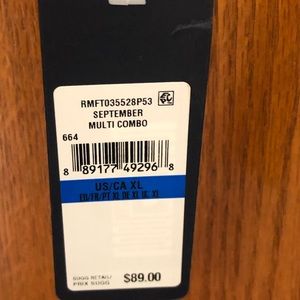 RMFT035528P53
SEPTEMBER
MULTI COMBO
664
8 89177 49296 8
US/CA XL
SUGG RETAIL/
PRIX SUGG
$89.00